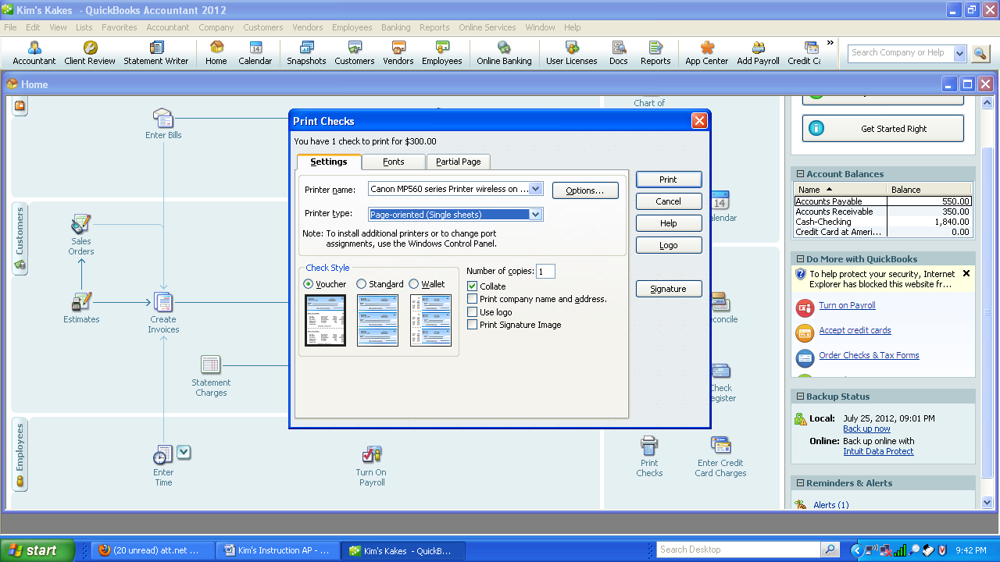 Kim's Kakes - QuickBooks Accountant 2012
File Edit View Lists Favorites Accountant Company Customers Vendors Employees Banking Reports Online Services Window Help
Accountant Client Review Statement Writer Home Calendar Snapshots Customers Vendors Employees Online Banking User Licenses Docs Reports App Center Add Payroll Credit Ca
Search Company or Help
Home
Enter Bills
Chart of
Customers
Sales
Orders
Estimates
Create
Invoices
Statement
Charges
Employees
Enter
Time
Turn On
Payroll
Print Checks
You have 1 check to print for $300.00
Settings Fonts Partial Page
Printer name: Canon MP560 series Printer wireless on ... Options...
Printer type: Page-oriented (Single sheets)
Note: To install additional printers or to change port
assignments, use the Windows Control Panel.
Check Style
Voucher Standard Wallet
Number of copies: 1
Collate
Print company name and address.
Use logo
Print Signature Image
Print
Cancel
Help
Logo
Signature
14
alendar
concile
Check
egister
Print
Checks
Enter Credit
Card Charges
Get Started Right
Account Balances
Name Balance
Accounts Payable 550.00
Accounts Receivable 350.00
Cash-Checking 1,840.00
Credit Card at Ameri... 0.00
Do More with QuickBooks
To help protect your security, Internet
Explorer has blocked this website fr...
Turn on Payroll
Accept credit cards
Order Checks & Tax Forms
Backup Status
Local: July 25, 2012, 09:01 PM
Back up now
Online: Back up online with
Intuit Data Protect
Reminders & Alerts
Alerts (1)
start (20 unread) att.net ... Kim's Instruction AP - ... Kim's Kakes - QuickB... Search Desktop 9:42 PM